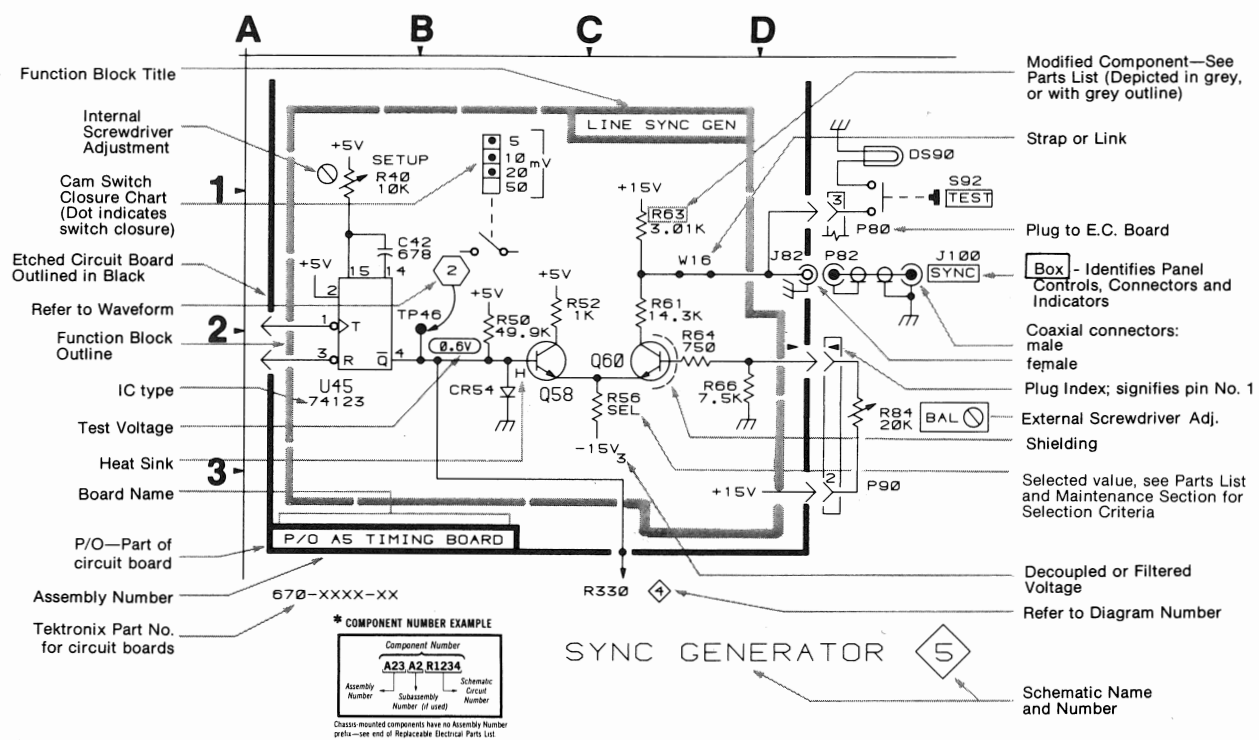 A B C D
Function Block Title
Internal
Screwdriver
Adjustment
Cam Switch
Closure Chart
(Dot indicates
switch closure)
Etched Circuit Board
Outlined in Black
Refer to Waveform
Function Block
Outline
IC type
Test Voltage
Heat Sink
Board Name
P/O—Part of
circuit board
Assembly Number
Tektronix Part No.
for circuit boards
1
2
3
LINE SYNC GEN
+5V
SETUP
R40
10K
5
10
20
50
mV
C42
678
+5V
15 14
2
1
T
3
R
Q
4
U45
74123
2
TP46
0.6V
+5V
R50
49.9K
CR54
H
+5V
R52
1K
Q58
+15V
R63
3.01K
W16
R61
14.3K
Q60
R64
750
R66
7.5K
R56
SEL
-15V3
+15V
DS90
S92
TEST
3
P80
J82 P82
J100
SYNC
R84
20K
BAL
2
P90
P/O A5 TIMING BOARD
670-XXXX-XX
R330
4
SYNC GENERATOR
5
* COMPONENT NUMBER EXAMPLE
Component Number
A23 A2 R1234
Assembly
Number
Subassembly
Number (if used)
Schematic
Circuit
Number
Chassis-mounted components have no Assembly Number
prefix—see end of Replaceable Electrical Parts List.
Modified Component—See
Parts List (Depicted in grey,
or with grey outline)
Strap or Link
Plug to E.C. Board
Box - Identifies Panel
Controls, Connectors and
Indicators
Coaxial connectors:
male
female
Plug Index; signifies pin No. 1
External Screwdriver Adj.
Shielding
Selected value, see Parts List
and Maintenance Section for
Selection Criteria
Decoupled or Filtered
Voltage
Refer to Diagram Number
Schematic Name
and Number